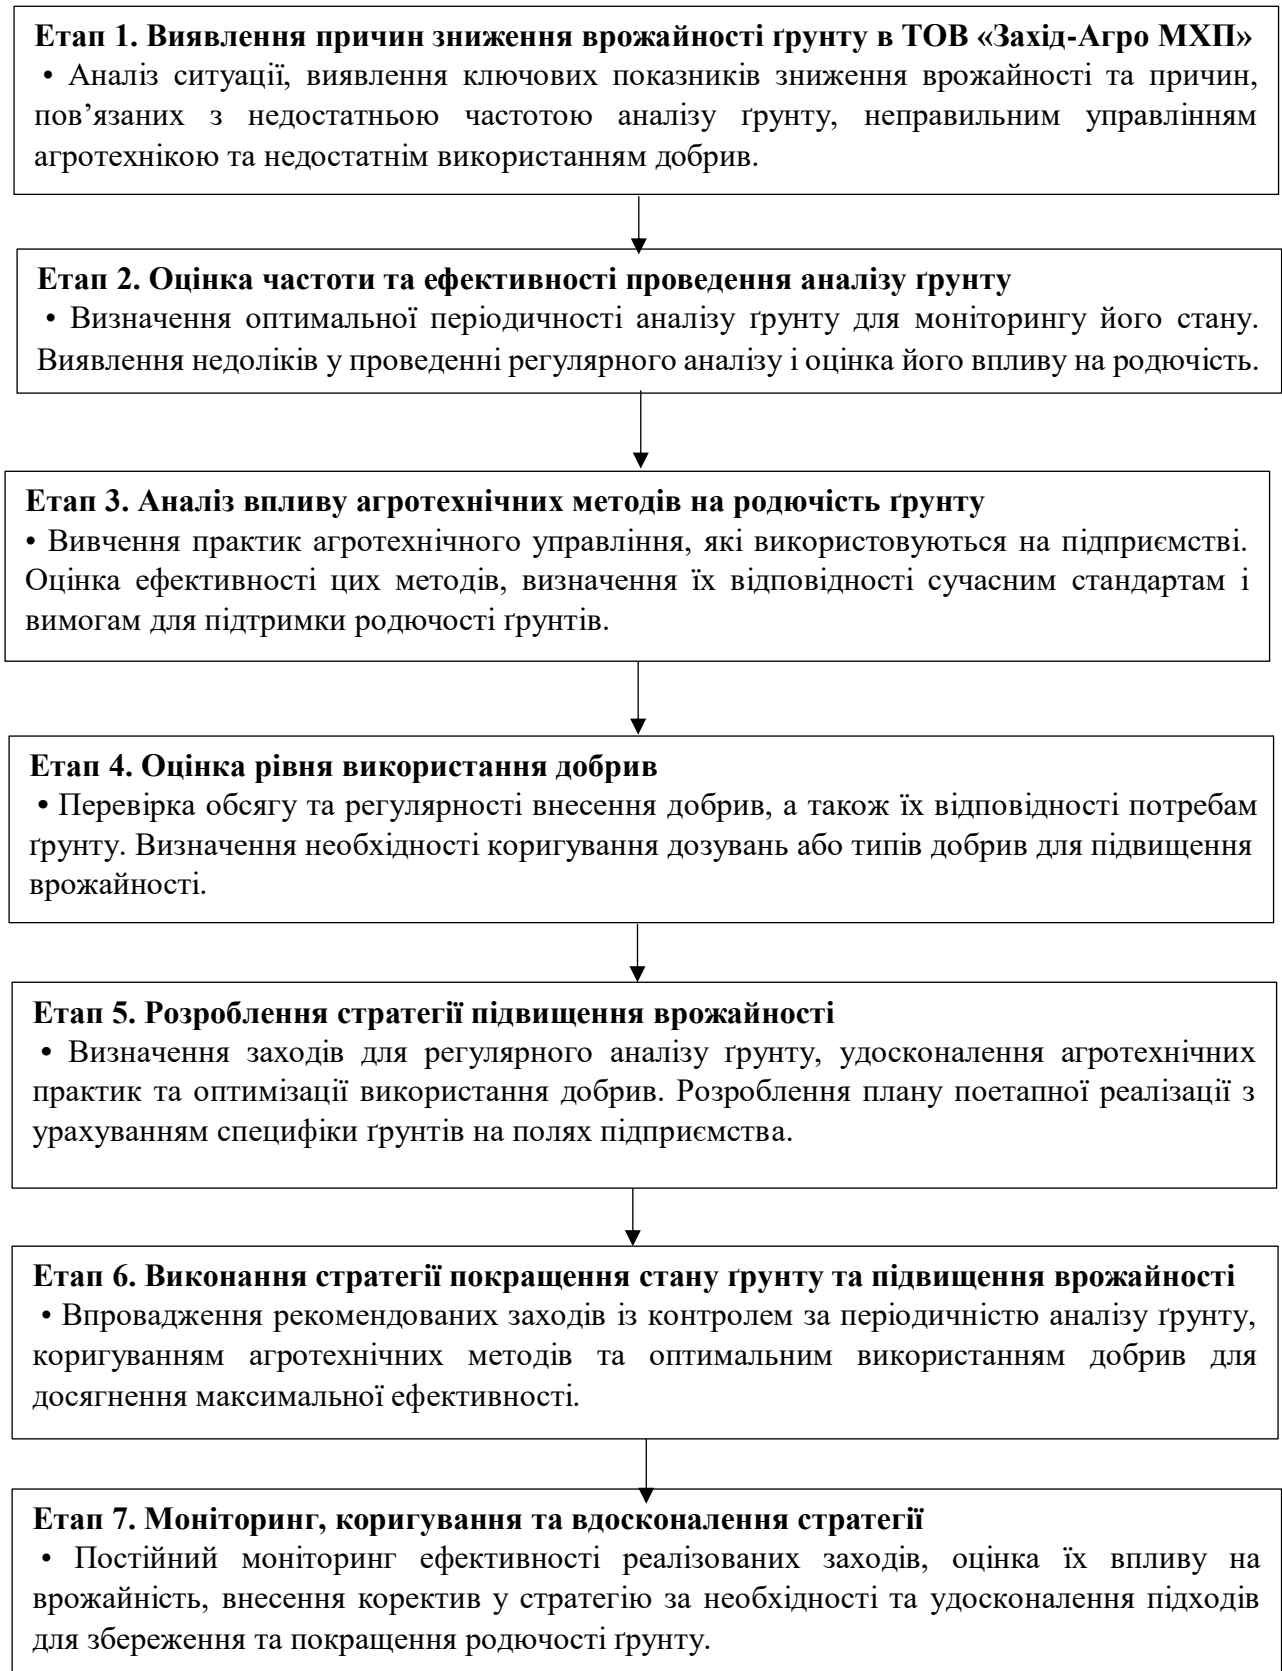 Етап 1. Виявлення причин зниження врожайності ґрунту в ТОВ «Захід-Агро МХП»
• Аналіз ситуації, виявлення ключових показників зниження врожайності та причин,
пов’язаних з недостатньою частотою аналізу ґрунту, неправильним управлінням
агротехнікою та недостатнім використанням добрив.
Етап 2. Оцінка частоти та ефективності проведення аналізу ґрунту
• Визначення оптимальної періодичності аналізу ґрунту для моніторингу його стану.
Виявлення недоліків у проведенні регулярного аналізу і оцінка його впливу на родючість.
Етап 3. Аналіз впливу агротехнічних методів на родючість ґрунту
• Вивчення практик агротехнічного управління, які використовуються на підприємстві.
Оцінка ефективності цих методів, визначення їх відповідності сучасним стандартам і
вимогам для підтримки родючості ґрунтів.
Етап 4. Оцінка рівня використання добрив
• Перевірка обсягу та регулярності внесення добрив, а також їх відповідності потребам
ґрунту. Визначення необхідності коригування дозувань або типів добрив для підвищення
врожайності.
Етап 5. Розроблення стратегії підвищення врожайності
• Визначення заходів для регулярного аналізу ґрунту, удосконалення агротехнічних
практик та оптимізації використання добрив. Розроблення плану поетапної реалізації з
урахуванням специфіки ґрунтів на полях підприємства.
Етап 6. Виконання стратегії покращення стану ґрунту та підвищення врожайності
• Впровадження рекомендованих заходів із контролем за періодичністю аналізу ґрунту,
коригуванням агротехнічних методів та оптимальним використанням добрив для
досягнення максимальної ефективності.
Етап 7. Моніторинг, коригування та вдосконалення стратегії
• Постійний моніторинг ефективності реалізованих заходів, оцінка їх впливу на
врожайність, внесення коректив у стратегію за необхідності та удосконалення підходів
для збереження та покращення родючості ґрунту.